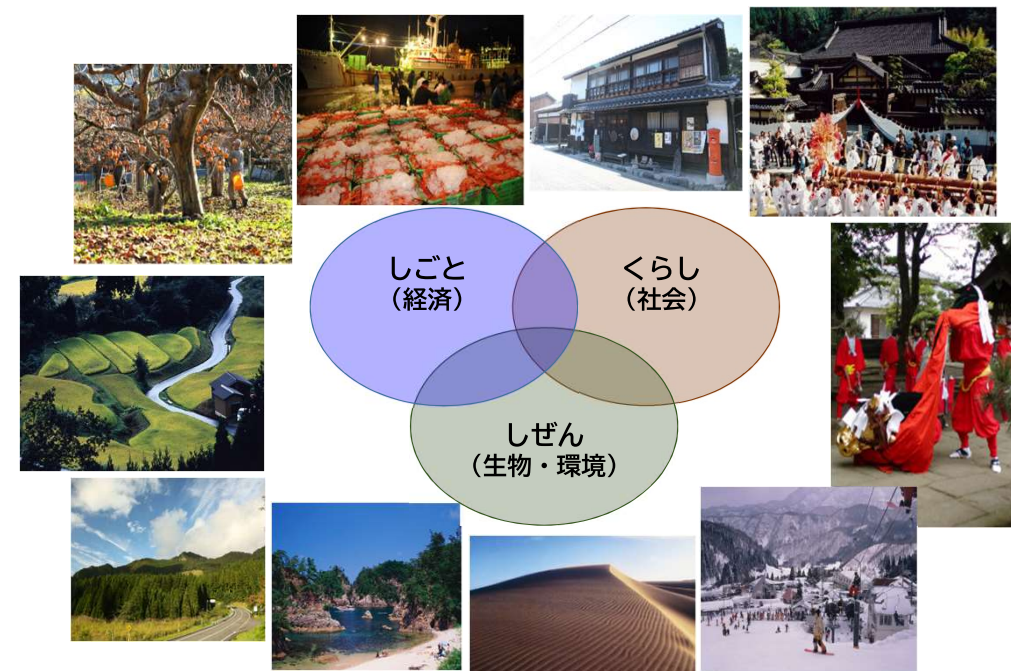 しごと
（経済）
くらし
（社会）
しぜん
（生物・環境）